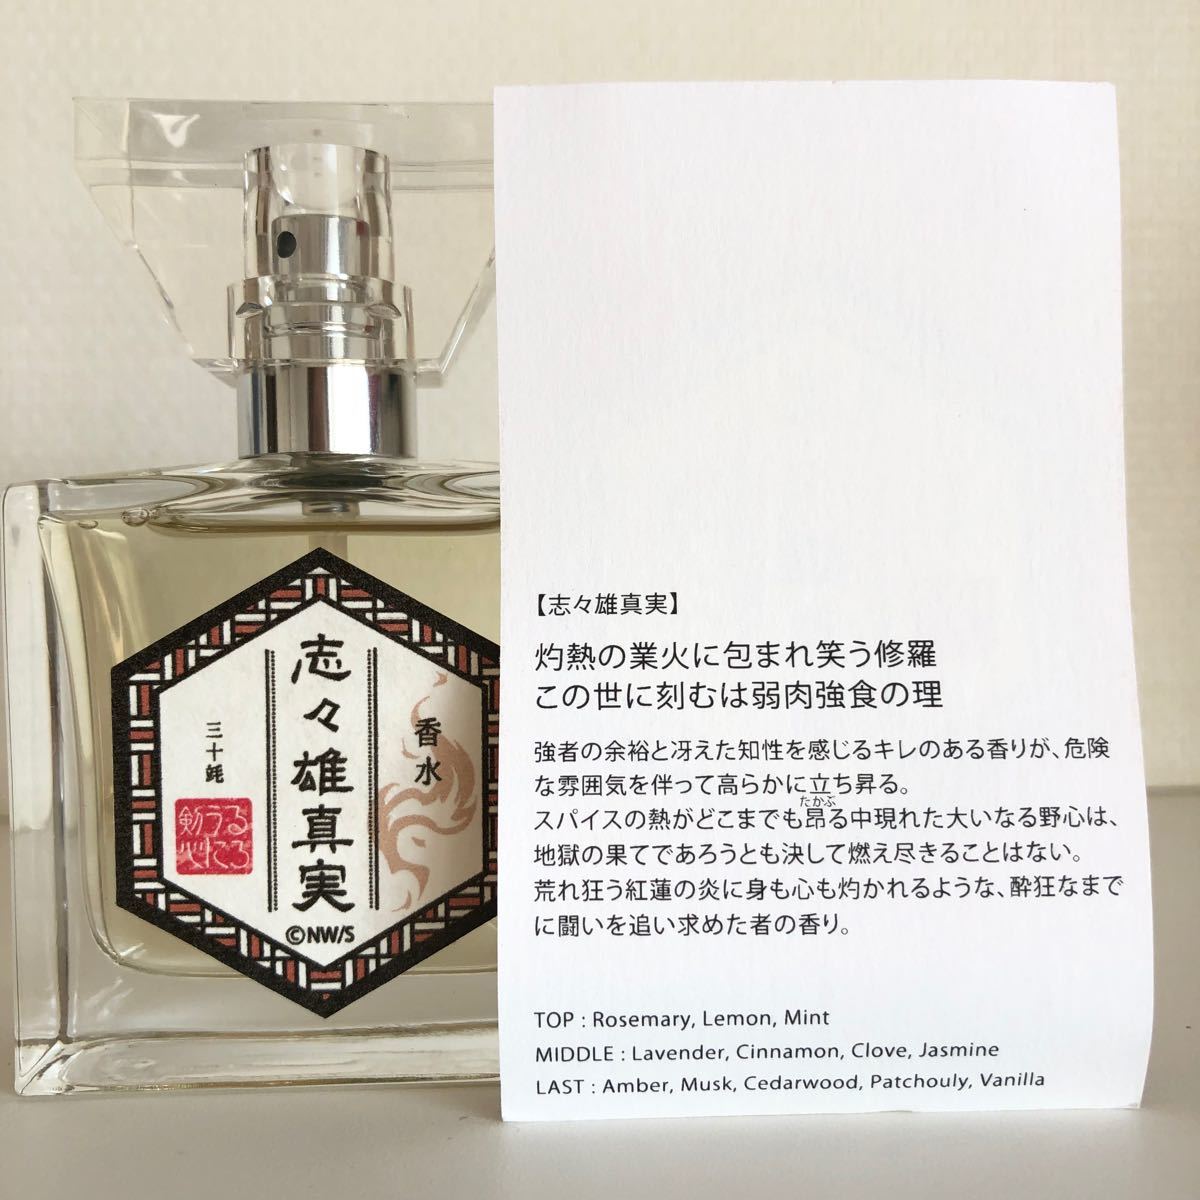 香水
志々雄真実
三十竓
るろうに剣心
©NW/S
【志々雄真実】
灼熱の業火に包まれ笑う修羅
この世に刻むは弱肉強食の理
強者の余裕と冴えた知性を感じるキレのある香りが、危険
な雰囲気を伴って高らかに立ち昇る。
たかぶ
スパイスの熱がどこまでも昂る中現れた大いなる野心は、
地獄の果てであろうとも決して燃え尽きることはない。
荒れ狂う紅蓮の炎に身も心も灼かれるような、酔狂なまで
に闘いを追い求めた者の香り。
TOP : Rosemary, Lemon, Mint
MIDDLE : Lavender, Cinnamon, Clove, Jasmine
LAST : Amber, Musk, Cedarwood, Patchouly, Vanilla